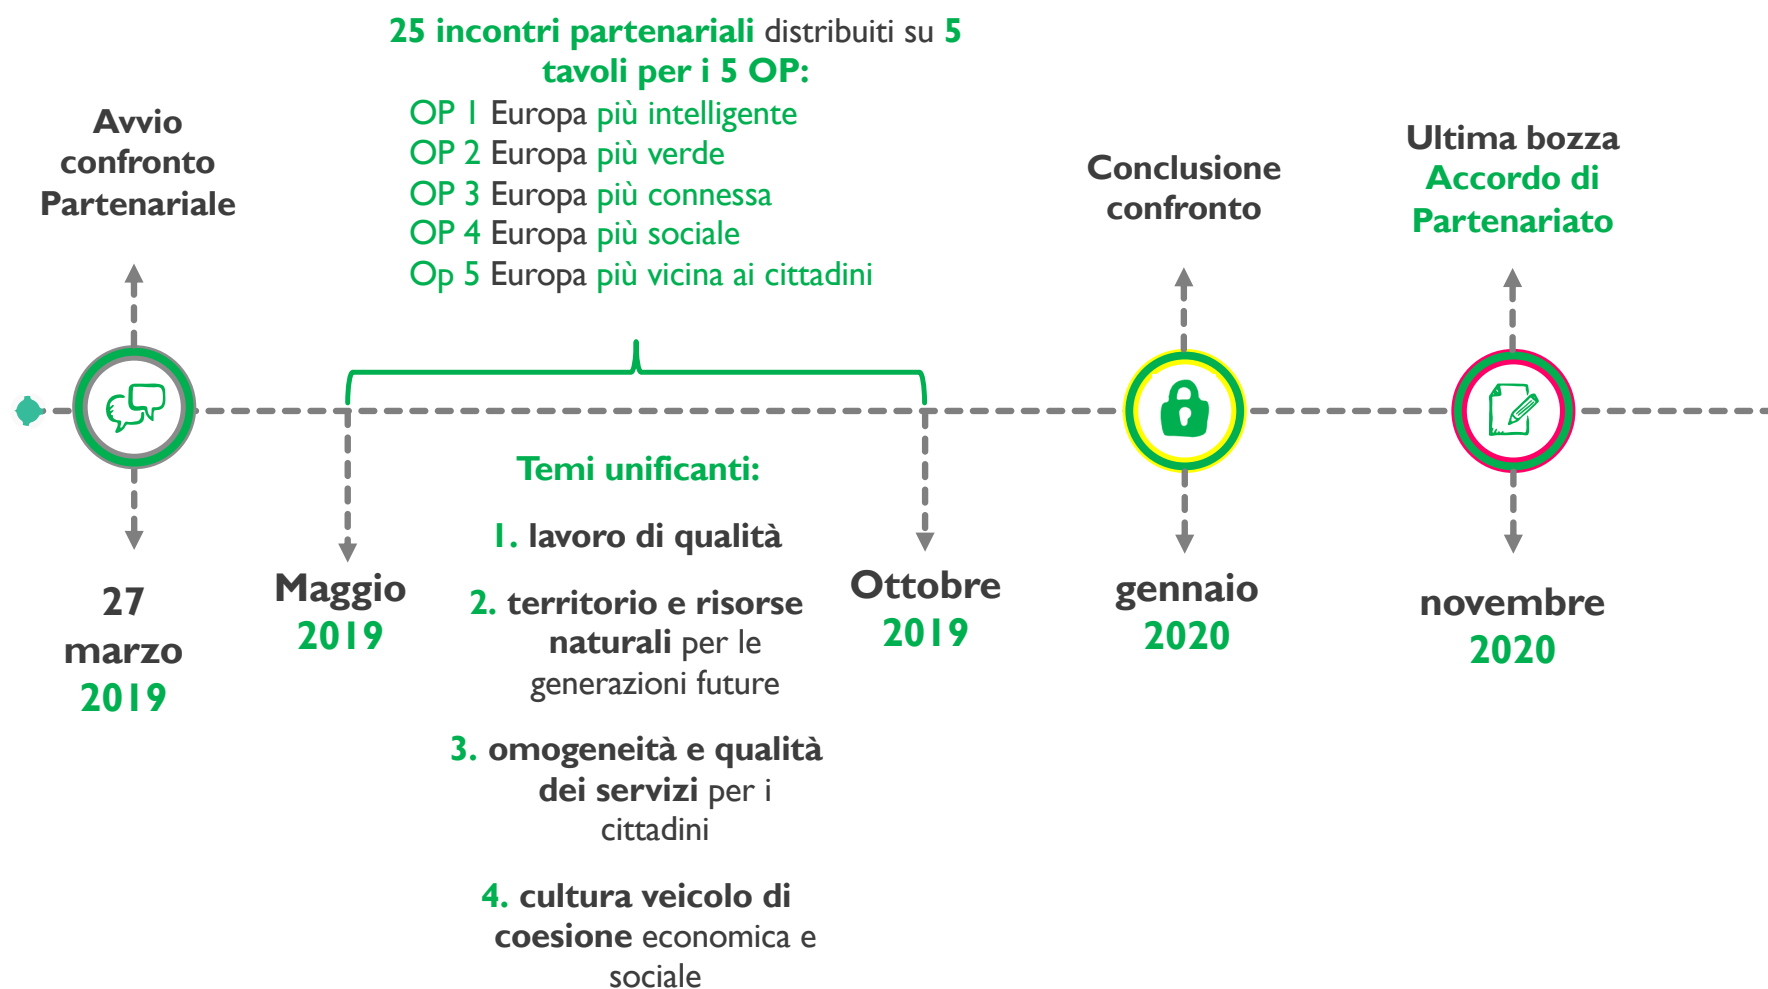 25 incontri partenariali distribuiti su 5
tavoli per i 5 OP:
OP 1 Europa più intelligente
OP 2 Europa più verde
OP 3 Europa più connessa
OP 4 Europa più sociale
Op 5 Europa più vicina ai cittadini
Avvio
confronto
Partenariale
Conclusione
confronto
Ultima bozza
Accordo di
Partenariato
27
marzo
2019
Maggio
2019
Temi unificanti:
1. lavoro di qualità
2. territorio e risorse
naturali per le
generazioni future
3. omogeneità e qualità
dei servizi per i
cittadini
4. cultura veicolo di
coesione economica e
sociale
Ottobre
2019
gennaio
2020
novembre
2020